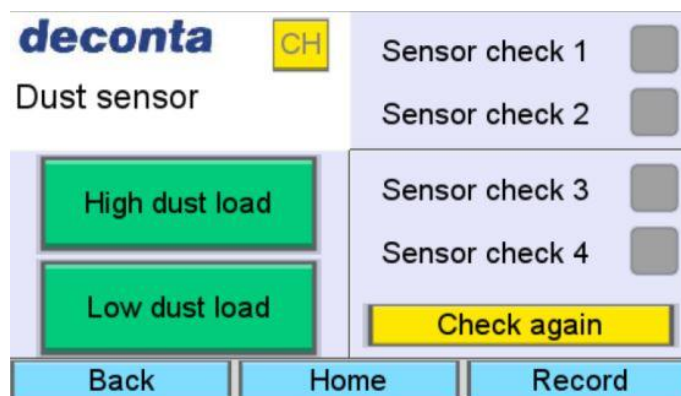 deconta
CH
Dust sensor
Sensor check 1
Sensor check 2
High dust load
Low dust load
Sensor check 3
Sensor check 4
Check again
Back
Home
Record